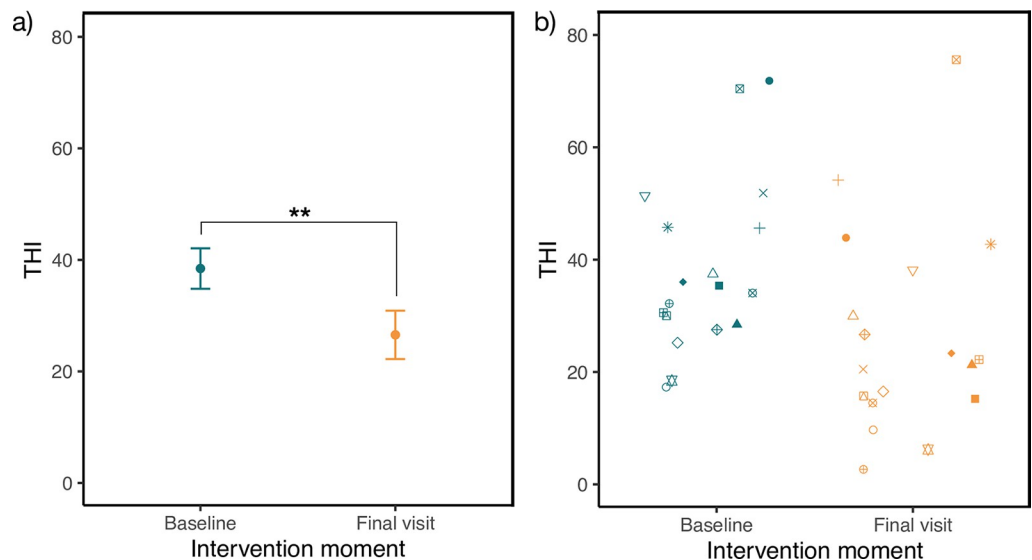 a)
80
60
40
20
0
THI
**
Baseline
Final visit
Intervention moment
b)
80
60
40
20
0
THI
Baseline
Final visit
Intervention moment